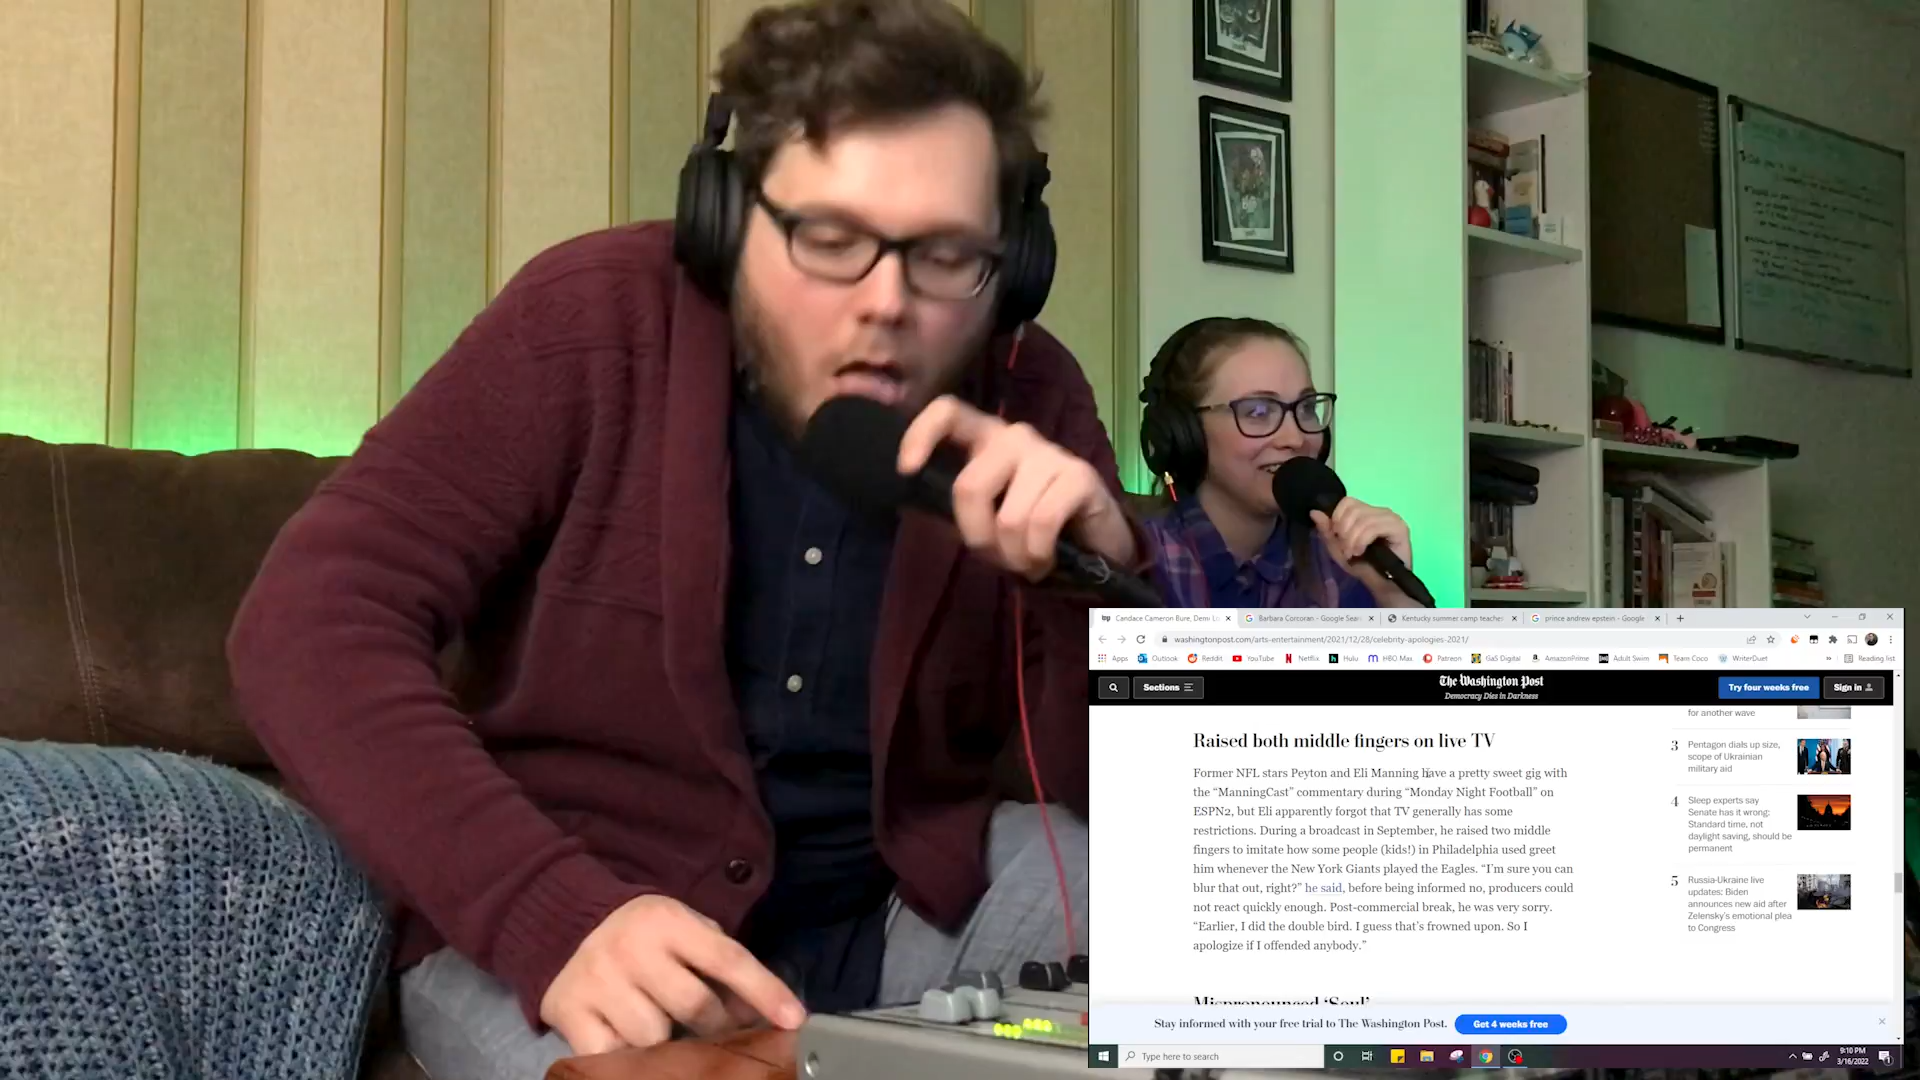 Candace Cameron Bure, Demi L
Barbara Corcoran - Google Sear
Kentucky summer camp teache
prince andrew epstein - Google
washingtonpost.com/arts-entertainment/2021/12/28/celebrity-apologies-2021/
Apps Outlook Reddit YouTube Netflix Hulu HBO Max Patreon GaS Digital AmazonPrime Adult Swim Team Coco WriterDuet » Reading list
Sections
The Washington Post
Democracy Dies in Darkness
Try four weeks free
Sign in
Raised both middle fingers on live TV
Former NFL stars Peyton and Eli Manning have a pretty sweet gig with
the “ManningCast” commentary during “Monday Night Football” on
ESPN2, but Eli apparently forgot that TV generally has some
restrictions. During a broadcast in September, he raised two middle
fingers to imitate how some people (kids!) in Philadelphia used greet
him whenever the New York Giants played the Eagles. “I’m sure you can
blur that out, right?” he said, before being informed no, producers could
not react quickly enough. Post-commercial break, he was very sorry.
“Earlier, I did the double bird. I guess that’s frowned upon. So I
apologize if I offended anybody.”
Mispronounced ‘Soul’
for another wave
3 Pentagon dials up size,
scope of Ukrainian
military aid
4 Sleep experts say
Senate has it wrong:
Standard time, not
daylight saving, should be
permanent
5 Russia-Ukraine live
updates: Biden
announces new aid after
Zelensky’s emotional plea
to Congress
Stay informed with your free trial to The Washington Post.
Get 4 weeks free
Type here to search
9:10 PM
3/16/2022